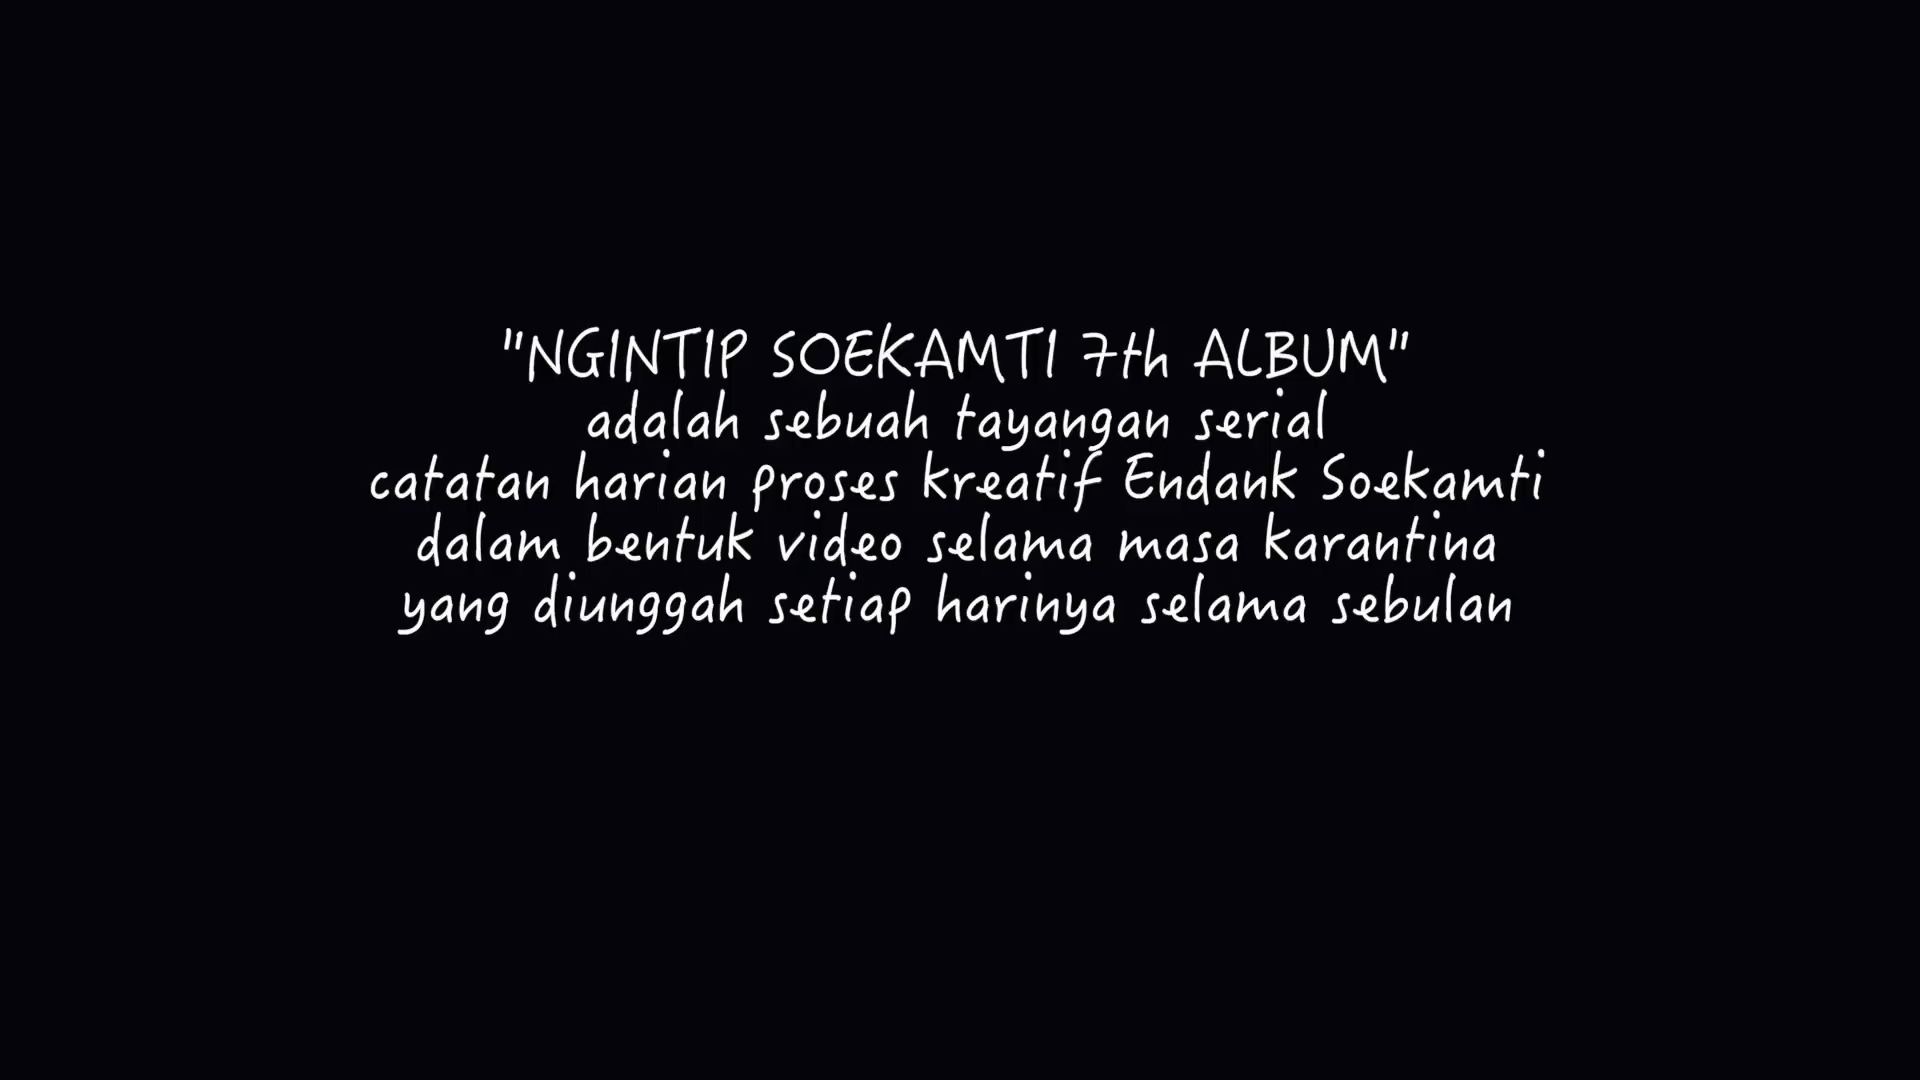 "NGINTIP SOEKAMTI 7th ALBUM"
adalah sebuah tayangan serial
catatan harian proses kreatif Endank Soekamti
dalam bentuk video selama masa karantina
yang diunggah setiap harinya selama sebulan